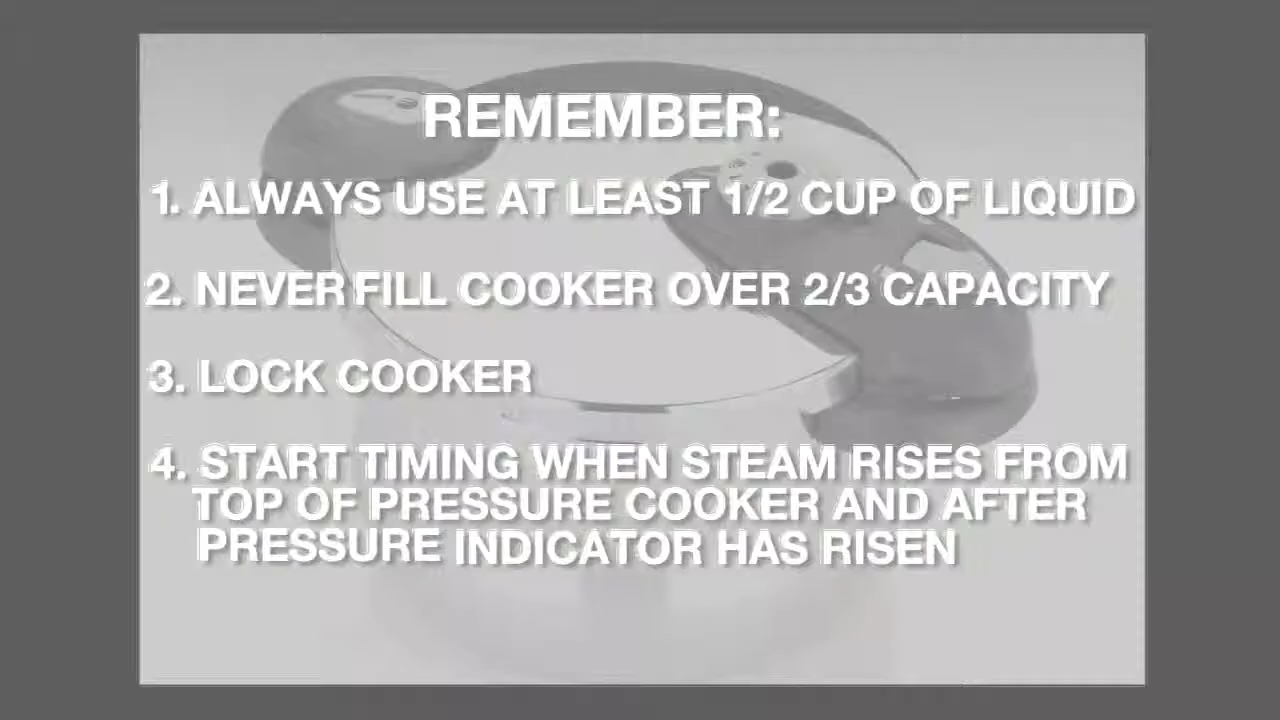 REMEMBER:
1. ALWAYS USE AT LEAST 1/2 CUP OF LIQUID
2. NEVER FILL COOKER OVER 2/3 CAPACITY
3. LOCK COOKER
4. START TIMING WHEN STEAM RISES FROM
TOP OF PRESSURE COOKER AND AFTER
PRESSURE INDICATOR HAS RISEN